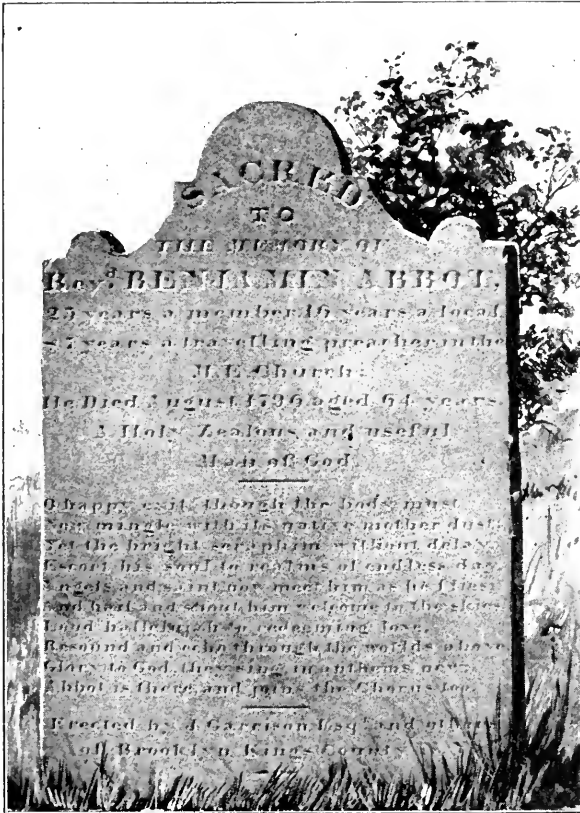 SACRED
TO
THE MEMORY OF
Revd. BENJAMIN ABBOT,
25 years a member 16 years a local
& 7 years a travelling preacher in the
M.E. Church:
He Died August 1796 aged 64 years.
A Holy Zealous and useful
Man of God.
O happy exit, though the body must
Now mingle with its native mother dust,
Yet the bright seraphim without delay
Escort his soul to realms of endless day
Angels and saint now meet him as he flies
And hail and shout him welcome to the skies
Loud hallelujah to redeeming love,
Resound and echo through the worlds above
Glory to God, they sing in anthems new
Abbot is there, and joins the Chorus too.
Erected by J. Garrison Esqr. and others
of Brooklyn Kings County